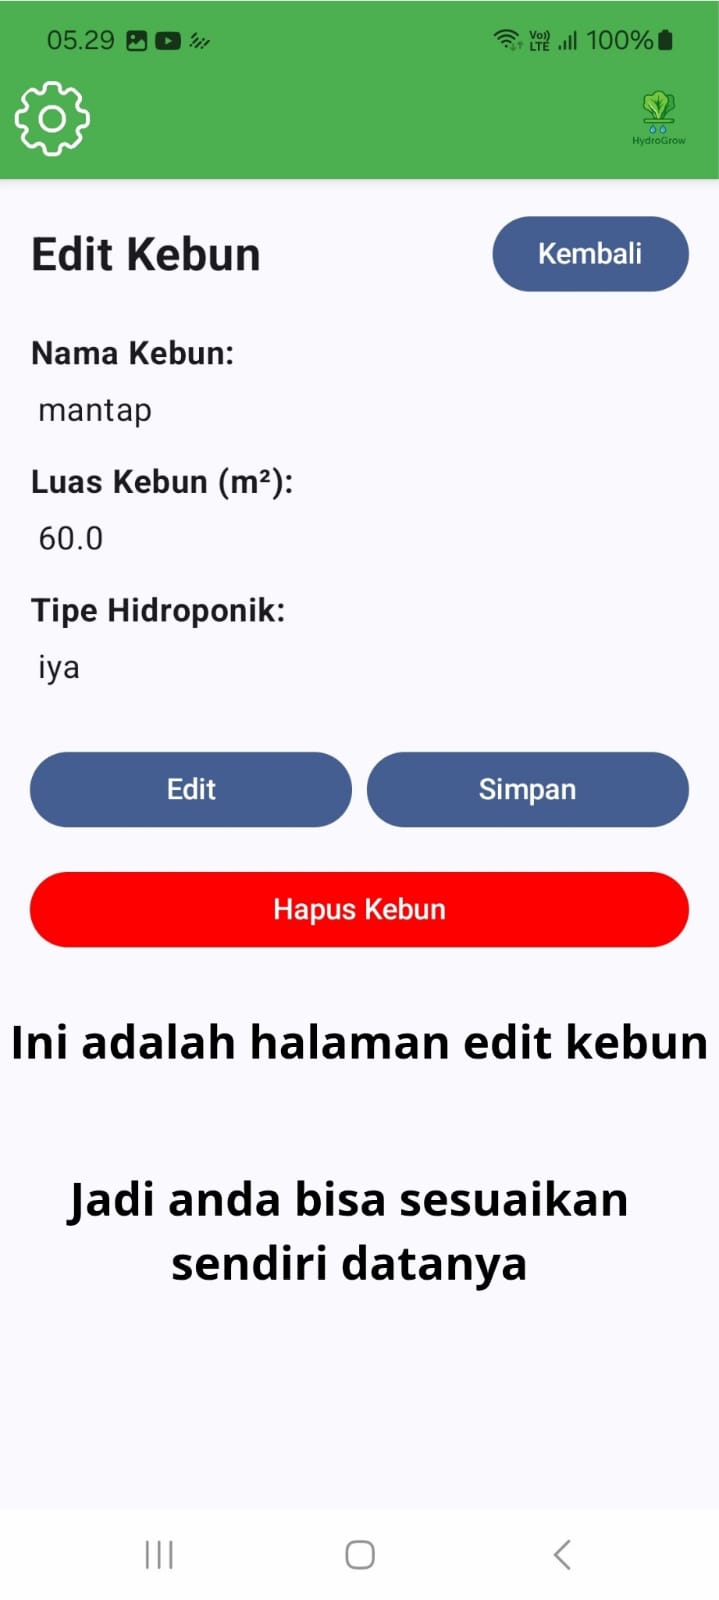 05.29
Vo)) LTE
100%
HydroGrow
Edit Kebun
Kembali
Nama Kebun:
mantap
Luas Kebun (m²):
60.0
Tipe Hidroponik:
iya
Edit
Simpan
Hapus Kebun
Ini adalah halaman edit kebun
Jadi anda bisa sesuaikan
sendiri datanya